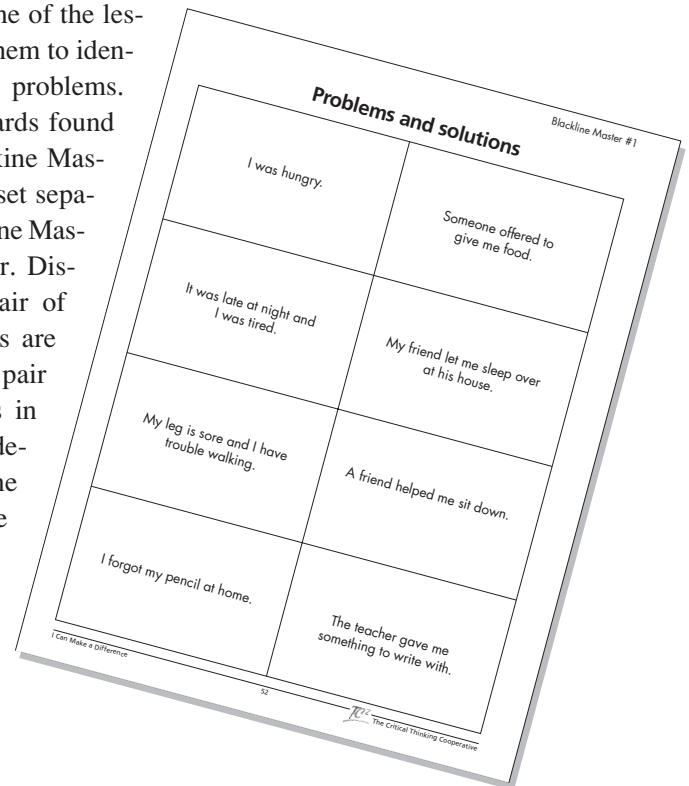 ne of the les-
hem to iden-
problems.
ards found
kine Mas-
set sepa-
ne Mas-
r. Dis-
air of
s are
pair
s in
de-
ne
e
Blackline Master #1
Problems and solutions
I was hungry.
Someone offered to
give me food.
It was late at night and
I was tired.
My friend let me sleep over
at his house.
My leg is sore and I have
trouble walking.
A friend helped me sit down.
I forgot my pencil at home.
The teacher gave me
something to write with.
I Can Make a Difference
52
TC²
The Critical Thinking Cooperative